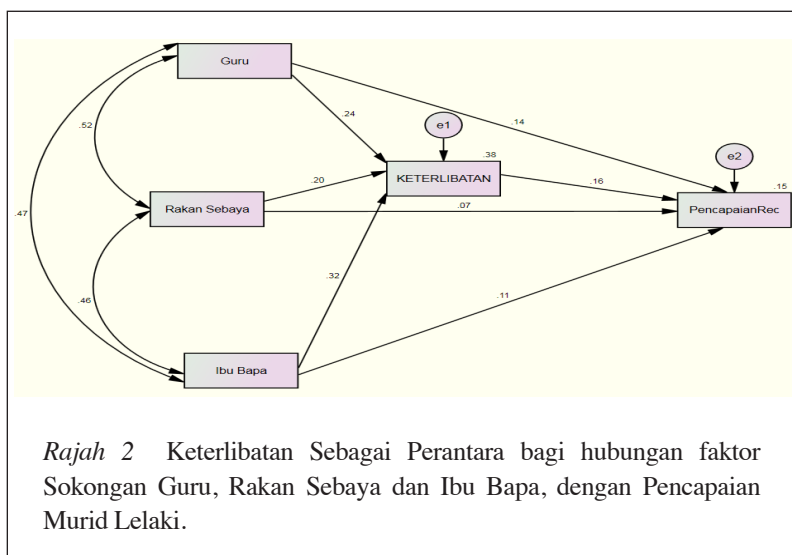 Guru
.52
.24
.14
e1
.38
e2
KETERLIBATAN
.15
.20
.16
.47
Rakan Sebaya
.07
PencapaianRec
.32
.46
.11
Ibu Bapa
Rajah 2 Keterlibatan Sebagai Perantara bagi hubungan faktor
Sokongan Guru, Rakan Sebaya dan Ibu Bapa, dengan Pencapaian
Murid Lelaki.